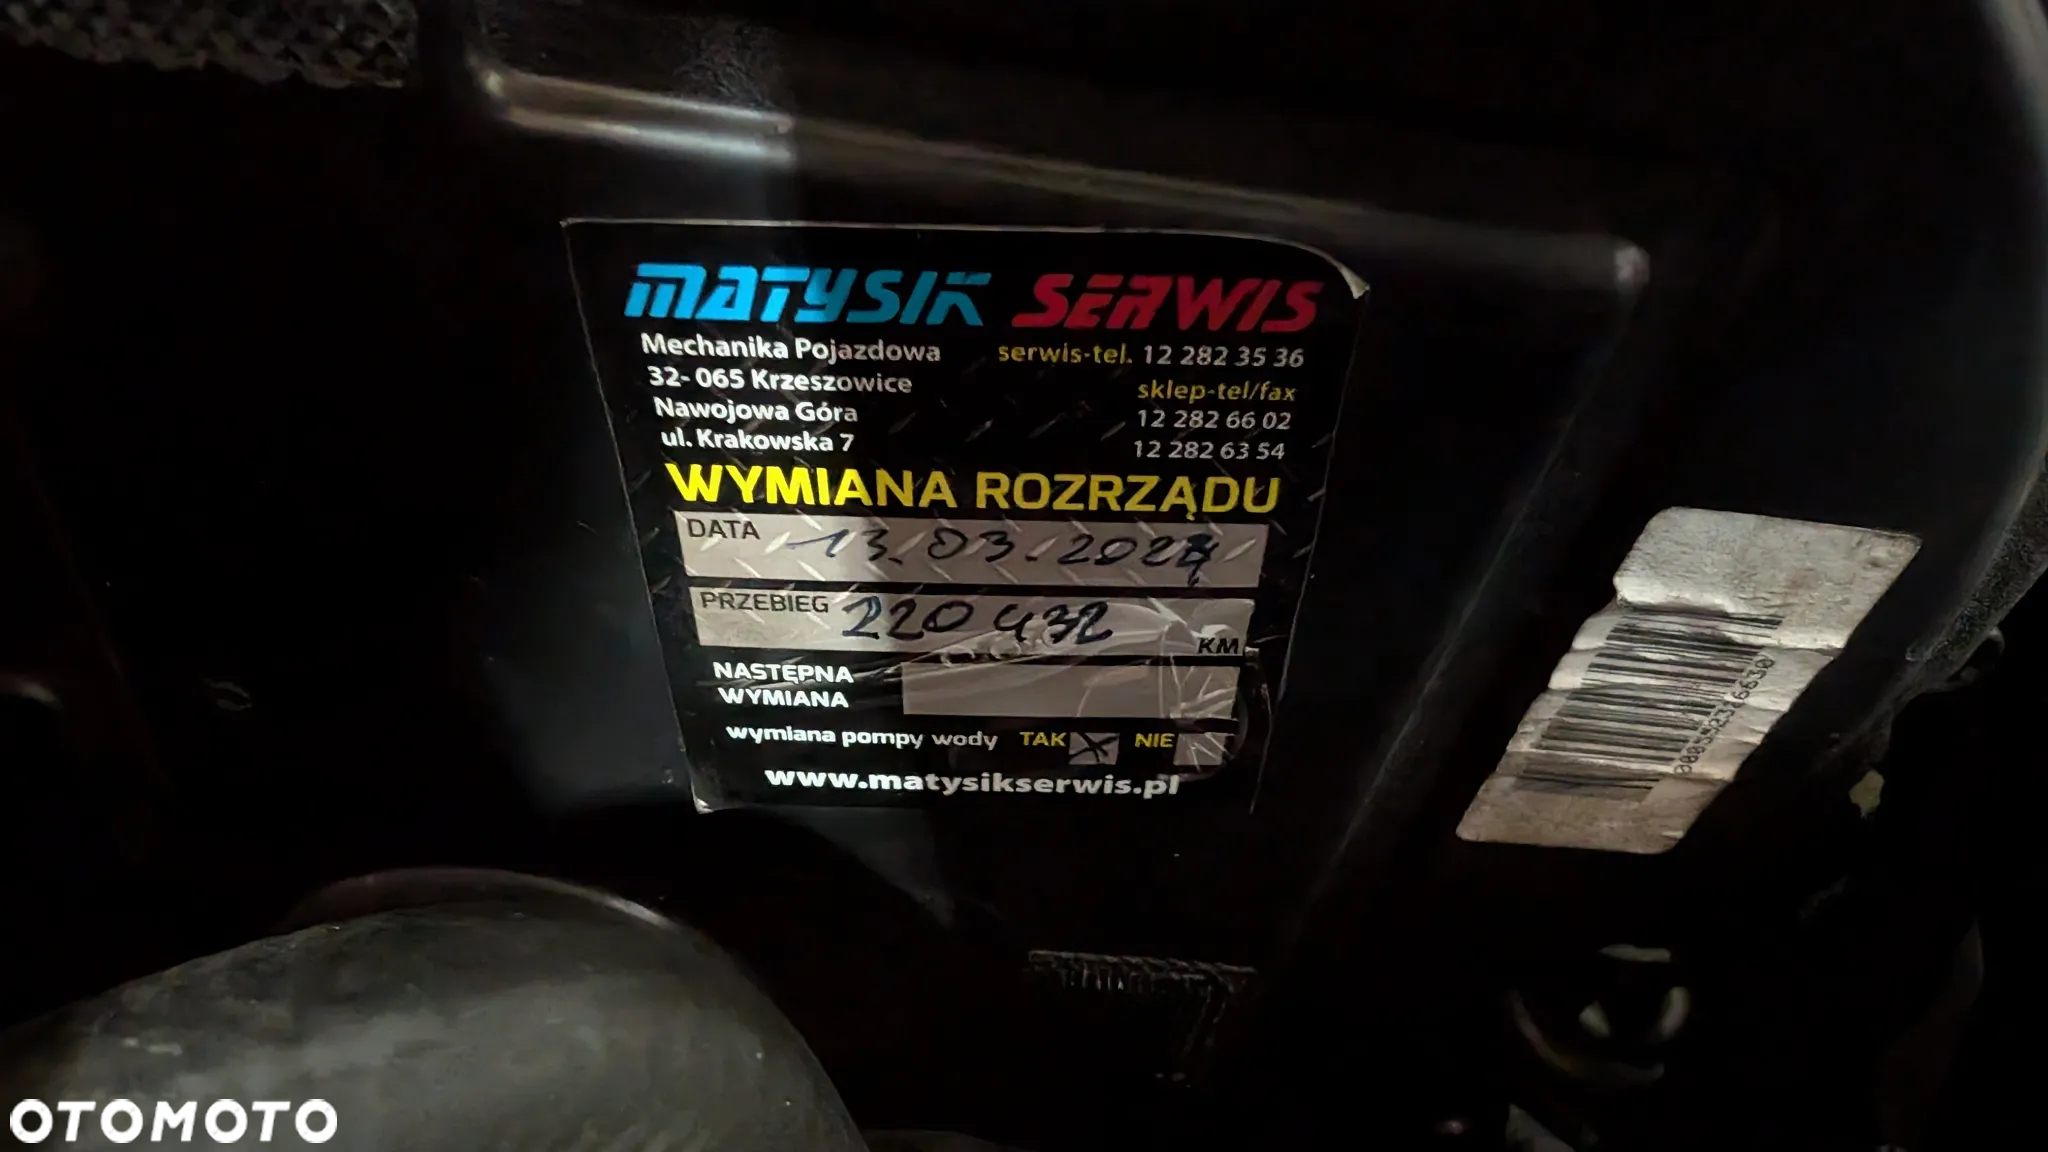 MATYSIK SERWIS
Mechanika Pojazdowa serwis-tel. 12 282 35 36
32-065 Krzeszowice sklep-tel/fax
Nawojowa Góra 12 282 66 02
ul. Krakowska 7 12 282 63 54
WYMIANA ROZRZĄDU
DATA 13.03.2024
PRZEBIEG 220 432 KM
NASTĘPNA
WYMIANA
wymiana pompy wody TAK X NIE
www.matysikserwis.pl
OTOMOTO